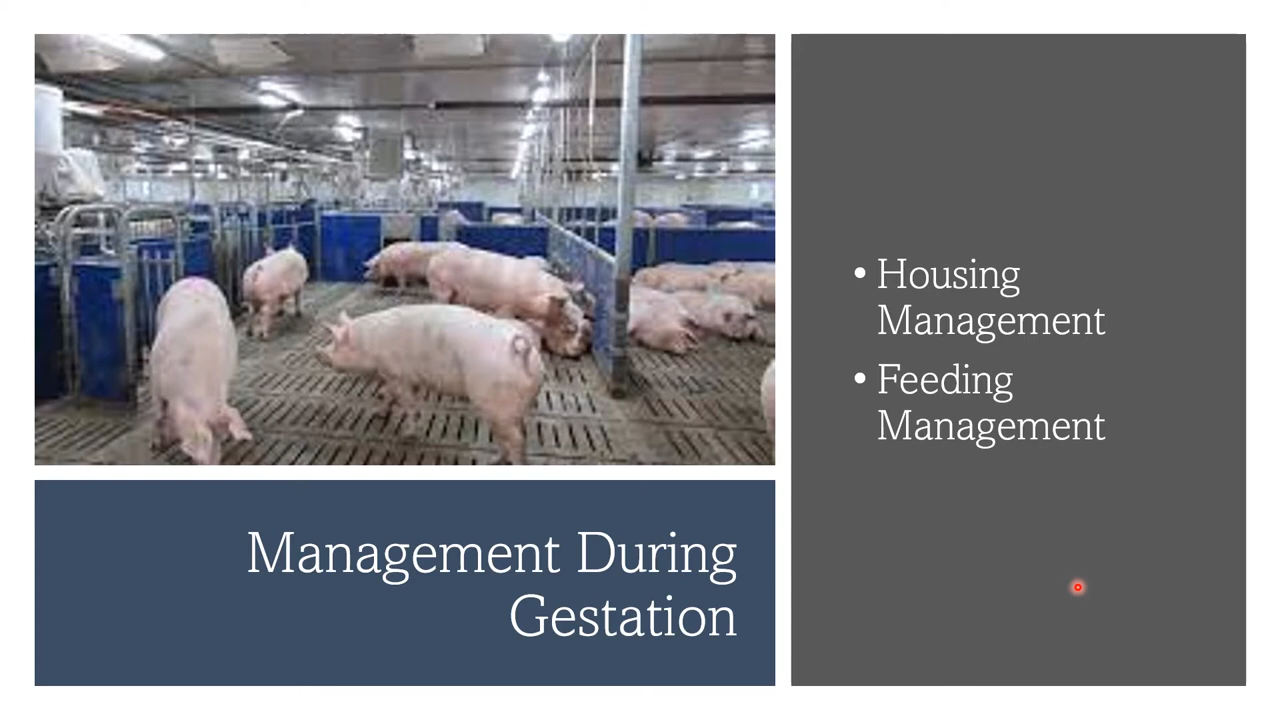 • Housing
Management
• Feeding
Management
Management During
Gestation